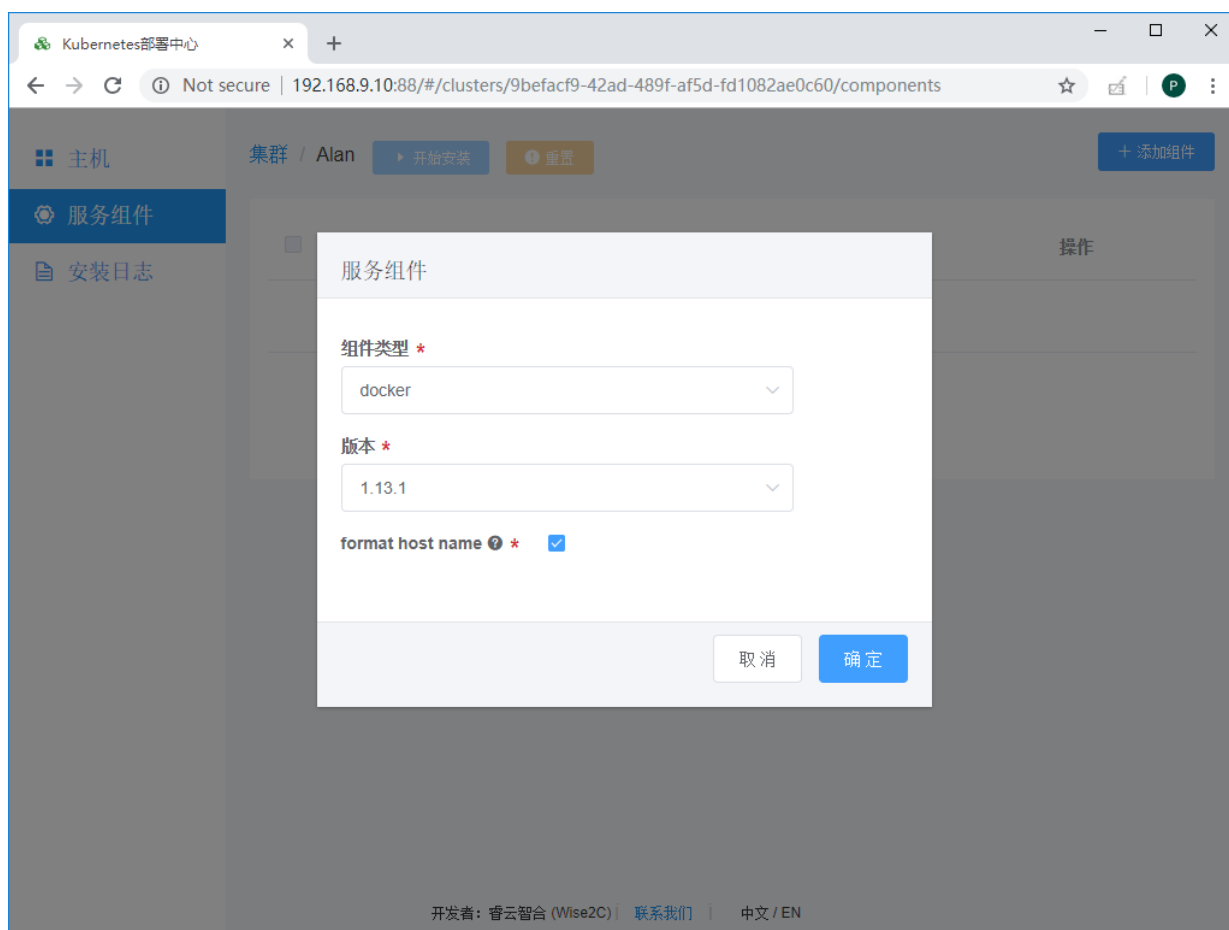 Kubernetes部署中心
Not secure | 192.168.9.10:88/#/clusters/9befacf9-42ad-489f-af5d-fd1082ae0c60/components
P
主机
集群 / Alan
开始安装
重置
+ 添加组件
服务组件
操作
安装日志
服务组件
组件类型 *
docker
版本 *
1.13.1
format host name ? *
取消
确定
开发者：睿云智合 (Wise2C)
联系我们
中文 / EN